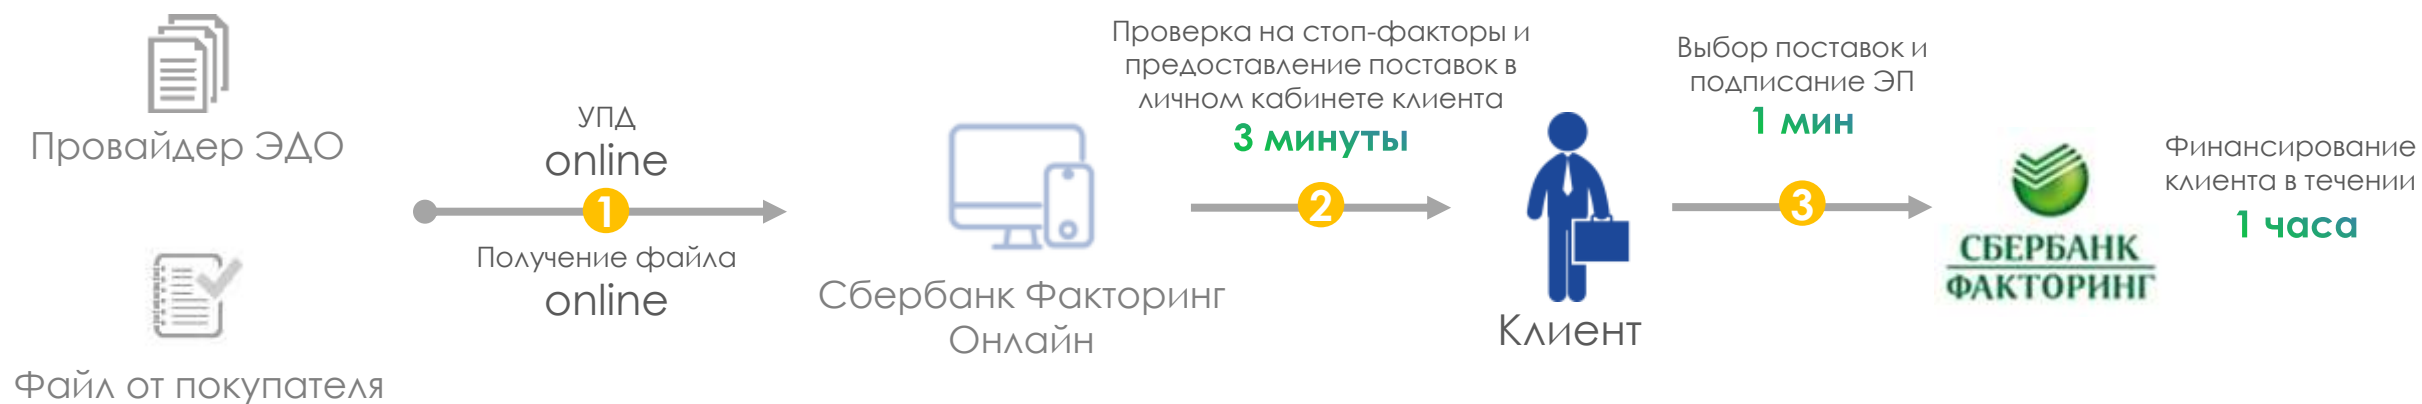 Провайдер ЭДО
Файл от покупателя
УПД
online
1
Получение файла
online
Сбербанк Факторинг
Онлайн
Проверка на стоп-факторы и
предоставление поставок в
личном кабинете клиента
3 минуты
2
Клиент
Выбор поставок и
подписание ЭП
1 мин
3
СБЕРБАНК
ФАКТОРИНГ
Финансирование
клиента в течении
1 часа